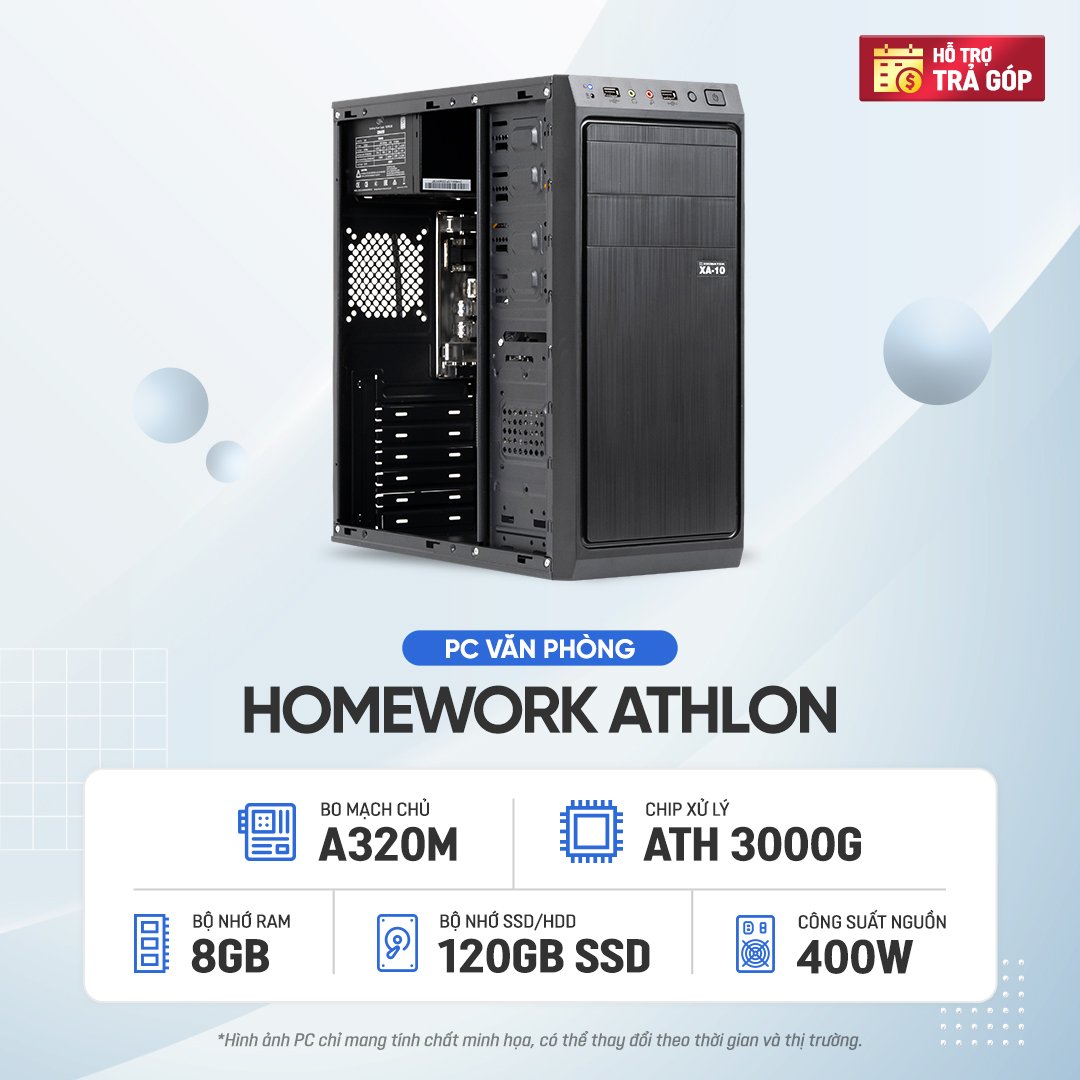 HỖ TRỢ
TRẢ GÓP
XA-10
PC VĂN PHÒNG
HOMEWORK ATHLON
BO MẠCH CHỦ
A320M
CHIP XỬ LÝ
ATH 3000G
BỘ NHỚ RAM
8GB
BỘ NHỚ SSD/HDD
120GB SSD
CÔNG SUẤT NGUỒN
400W
*Hình ảnh PC chỉ mang tính chất minh họa, có thể thay đổi theo thời gian và thị trường.